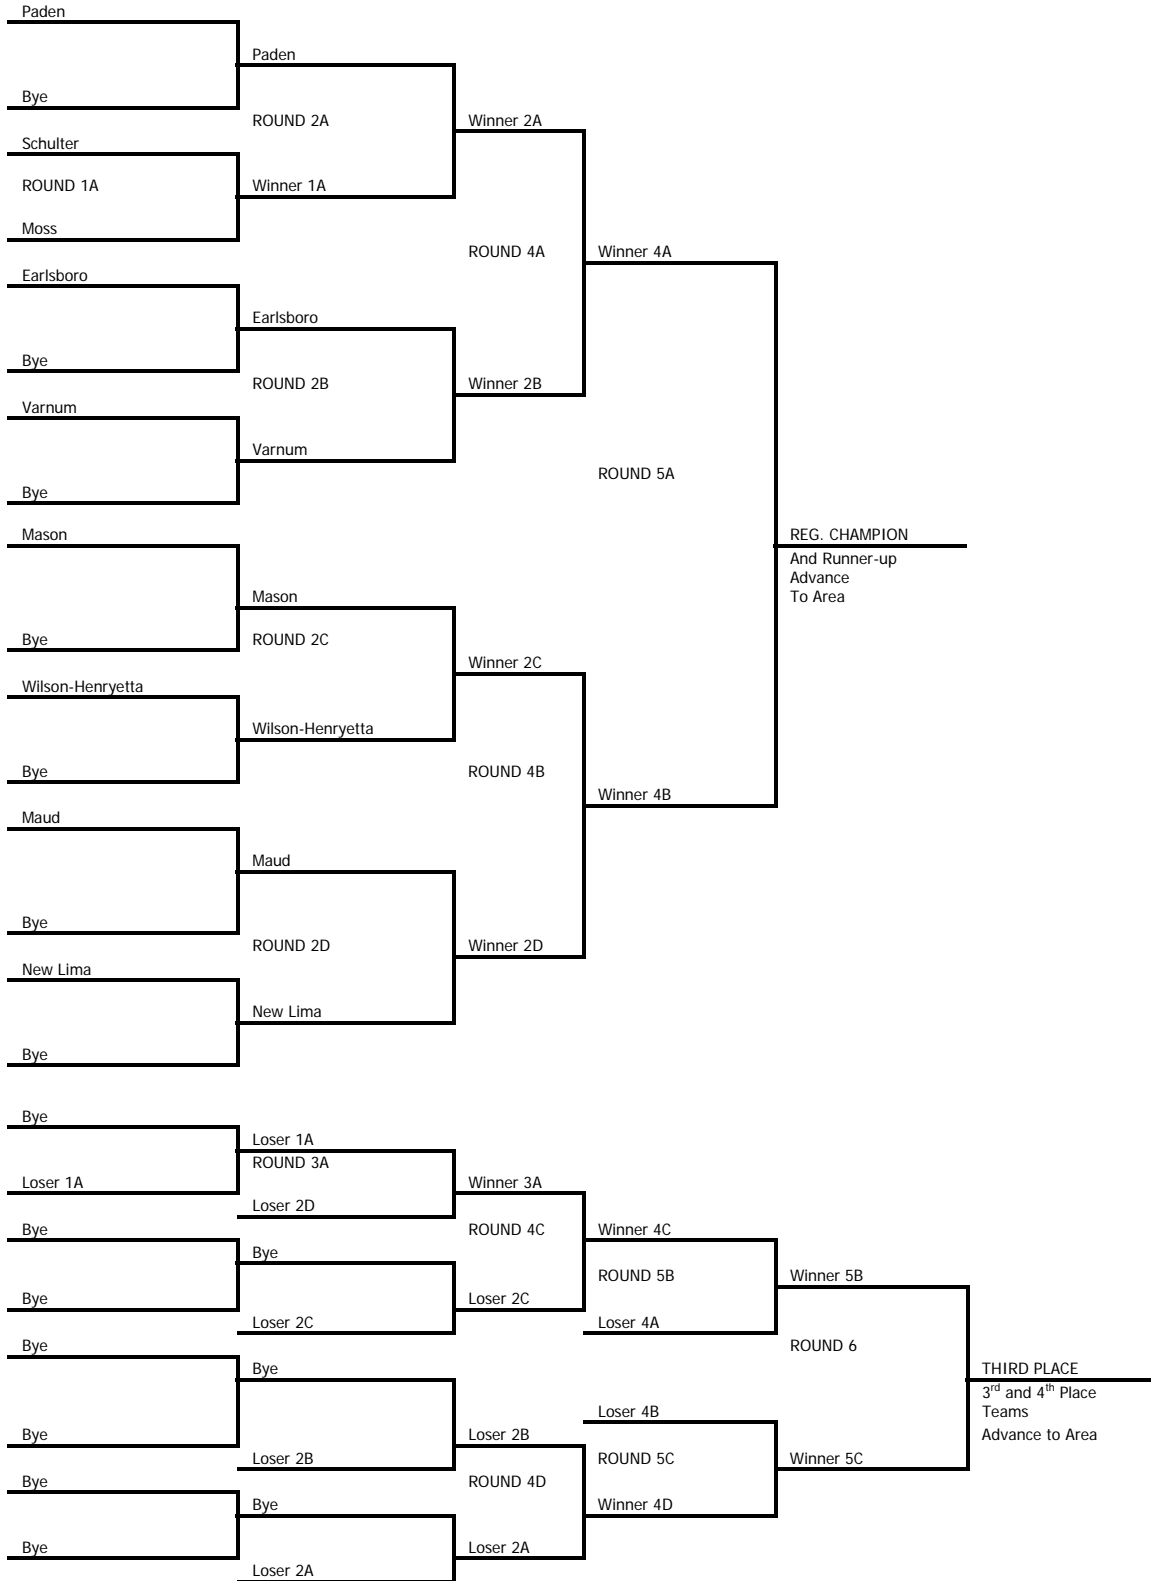 Paden
Paden
Bye
ROUND 2A
Winner 2A
Schulter
ROUND 1A
Winner 1A
Moss
ROUND 4A
Winner 4A
Earlsboro
Earlsboro
Bye
ROUND 2B
Winner 2B
Varnum
Varnum
ROUND 5A
Bye
Mason
REG. CHAMPION
And Runner-up
Advance
To Area
Mason
Bye
ROUND 2C
Winner 2C
Wilson-Henryetta
Wilson-Henryetta
Bye
ROUND 4B
Winner 4B
Maud
Maud
Bye
ROUND 2D
Winner 2D
New Lima
New Lima
Bye
Bye
Loser 1A
ROUND 3A
Loser 1A
Winner 3A
Loser 2D
Bye
ROUND 4C
Winner 4C
Bye
ROUND 5B
Winner 5B
Bye
Loser 2C
Loser 2C
Loser 4A
Bye
ROUND 6
Bye
THIRD PLACE
3rd and 4th Place
Teams
Advance to Area
Loser 4B
Bye
Loser 2B
Loser 2B
ROUND 5C
Winner 5C
Bye
ROUND 4D
Bye
Winner 4D
Bye
Loser 2A
Loser 2A